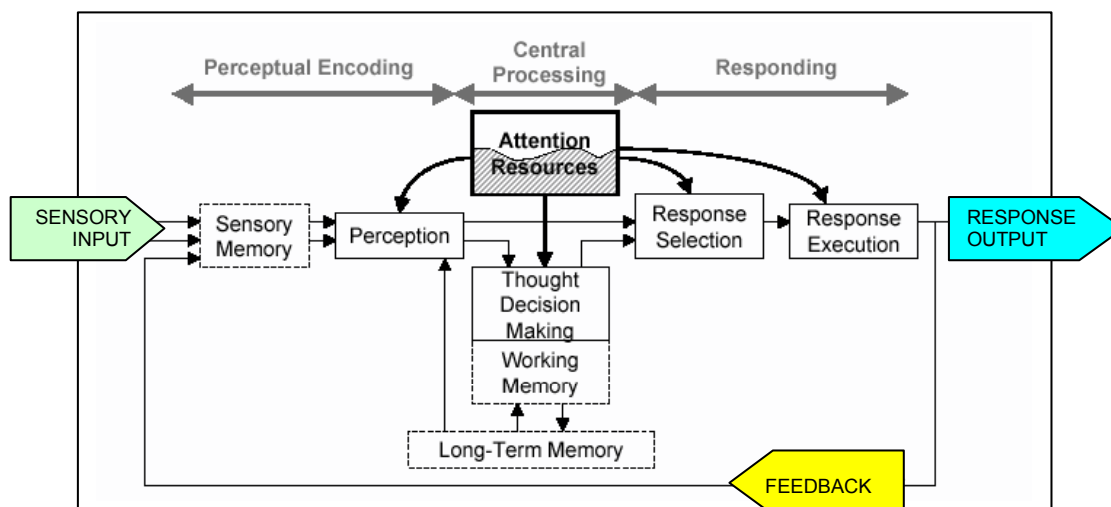 Perceptual Encoding
Central
Processing
Responding
Attention
Resources
SENSORY
INPUT
Sensory
Memory
Perception
Response
Selection
Response
Execution
RESPONSE
OUTPUT
Thought
Decision
Making
Working
Memory
Long-Term Memory
FEEDBACK